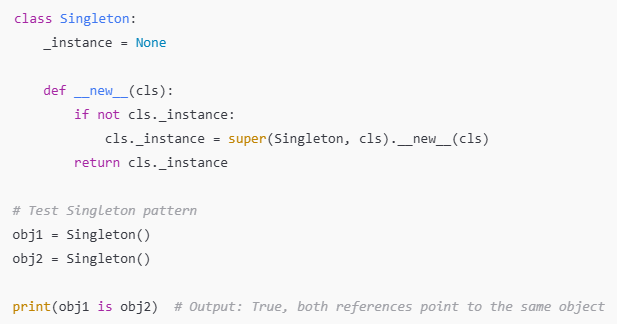 class Singleton:
    _instance = None

    def __new__(cls):
        if not cls._instance:
            cls._instance = super(Singleton, cls).__new__(cls)
        return cls._instance

# Test Singleton pattern
obj1 = Singleton()
obj2 = Singleton()

print(obj1 is obj2)  # Output: True, both references point to the same object